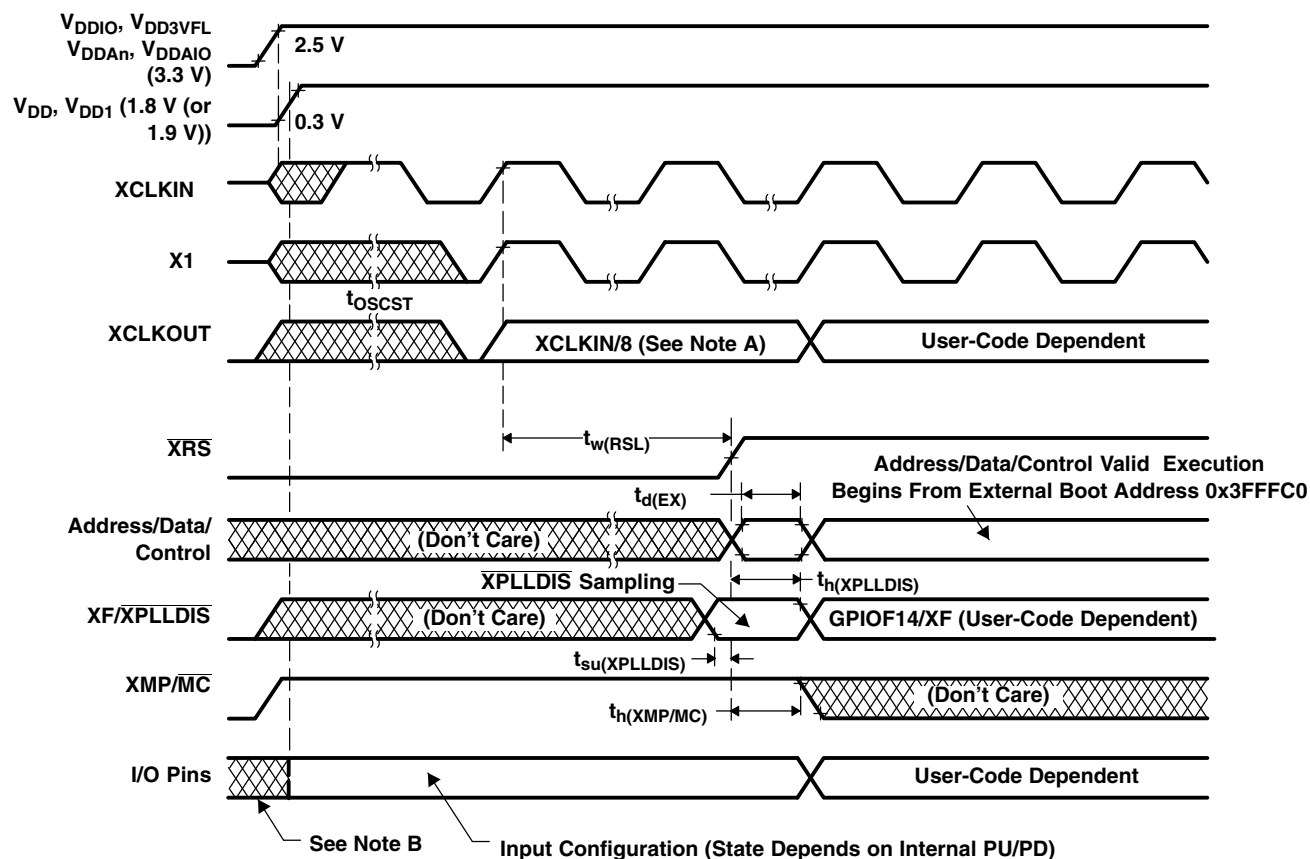 VDDIO, VDD3VFL
VDDAn, VDDAIO
(3.3 V)
2.5 V
VDD, VDD1 (1.8 V (or
1.9 V))
0.3 V
XCLKIN
X1
tOSCST
XCLKOUT
XCLKIN/8 (See Note A)
User-Code Dependent
XRS
tw(RSL)
Address/Data/Control Valid Execution
Begins From External Boot Address 0x3FFFC0
td(EX)
Address/Data/
Control
(Don't Care)
XPLLDIS Sampling
th(XPLLDIS)
XF/XPLLDIS
(Don't Care)
GPIOF14/XF (User-Code Dependent)
tsu(XPLLDIS)
XMP/MC
(Don't Care)
th(XMP/MC)
I/O Pins
User-Code Dependent
See Note B
Input Configuration (State Depends on Internal PU/PD)